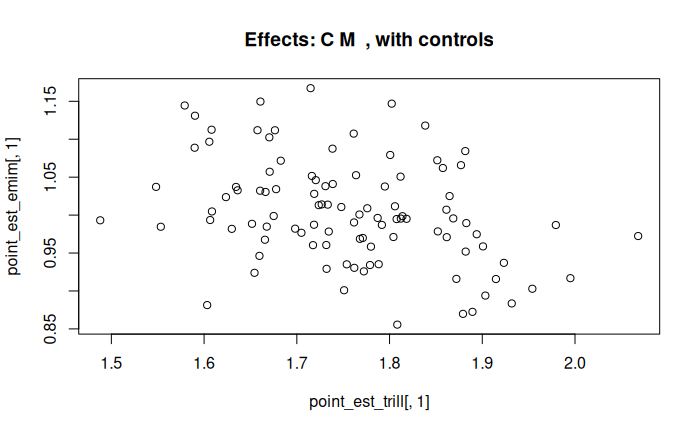 Effects: C M  , with controls
point_est_emim[, 1]
1.15
1.05
0.95
0.85
1.5 1.6 1.7 1.8 1.9 2.0
point_est_trill[, 1]